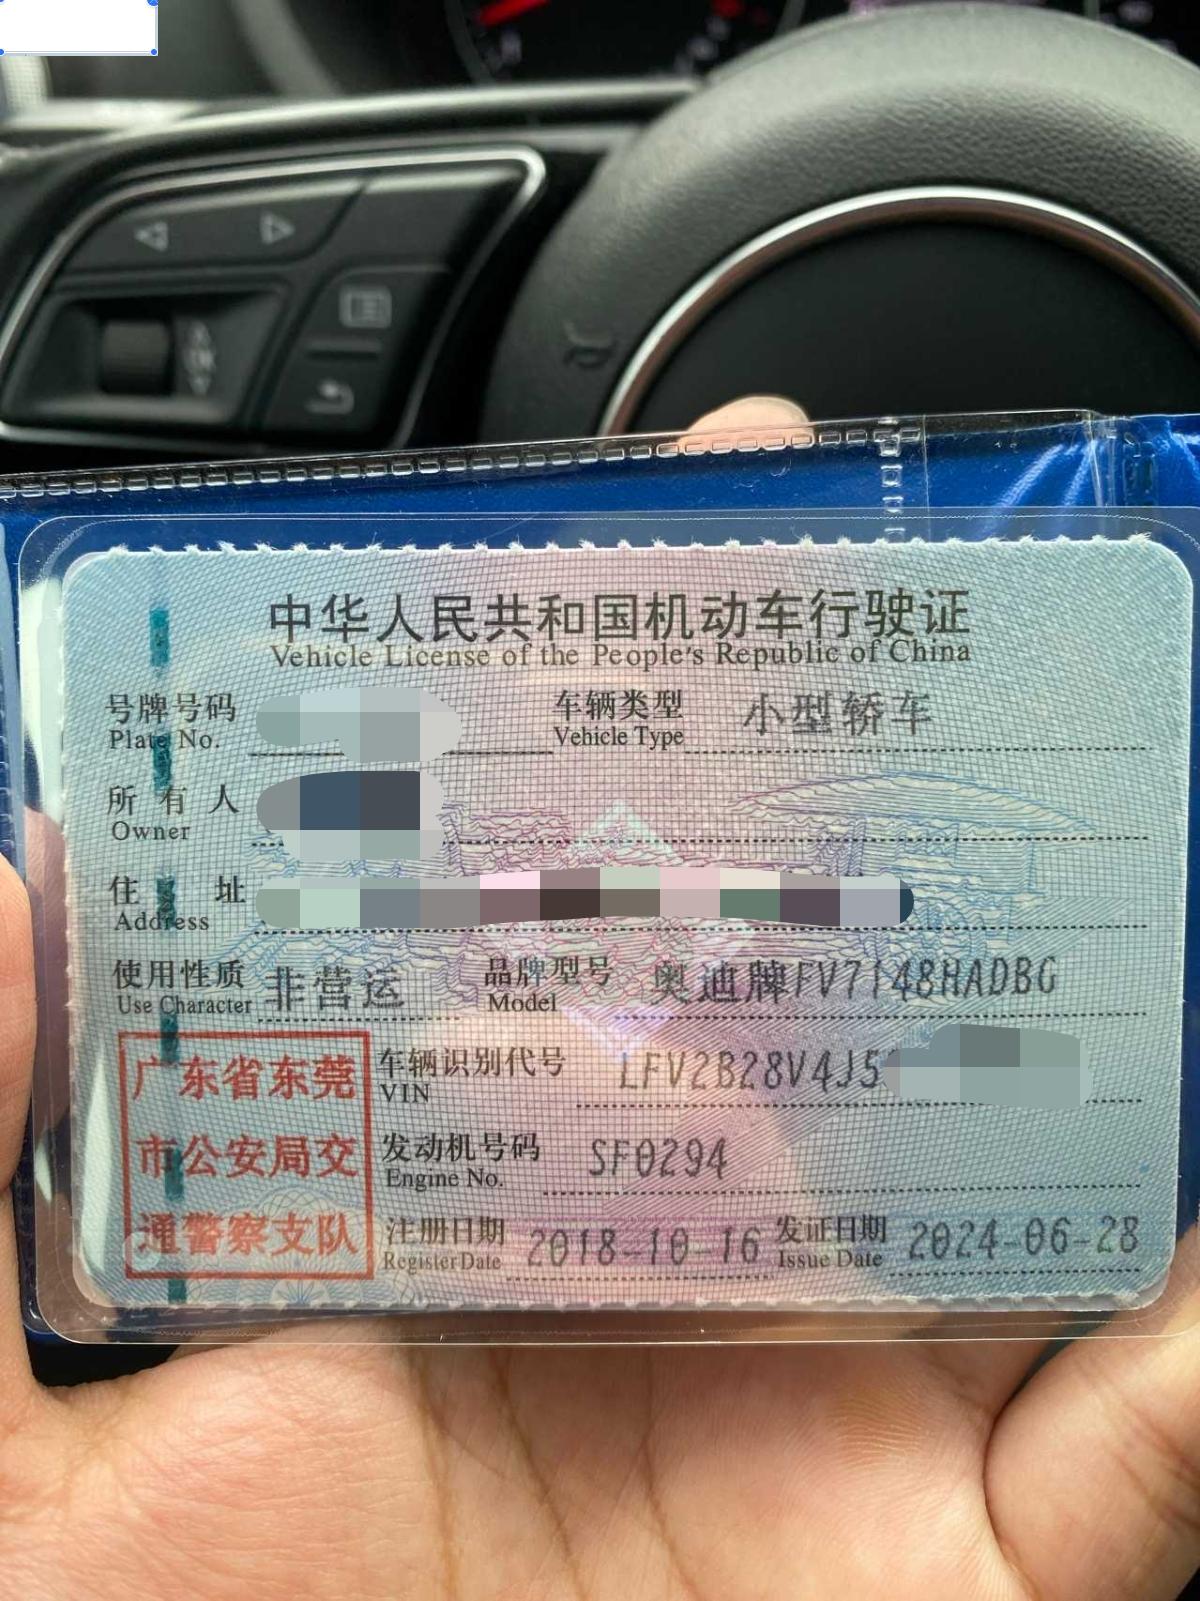 中华人民共和国机动车行驶证
Vehicle License of the People's Republic of China
号牌号码
Plate No.
车辆类型 小型轿车
Vehicle Type
所有人
Owner
住址
Address
使用性质 非营运
Use Character
品牌型号 奥迪牌FV7148HADBG
Model
车辆识别代号 LFV2B28V4J5
VIN
发动机号码 SF0294
Engine No.
注册日期 2018-10-16
Register Date
发证日期 2024-06-28
Issue Date
广东省东莞
市公安局交
通警察支队